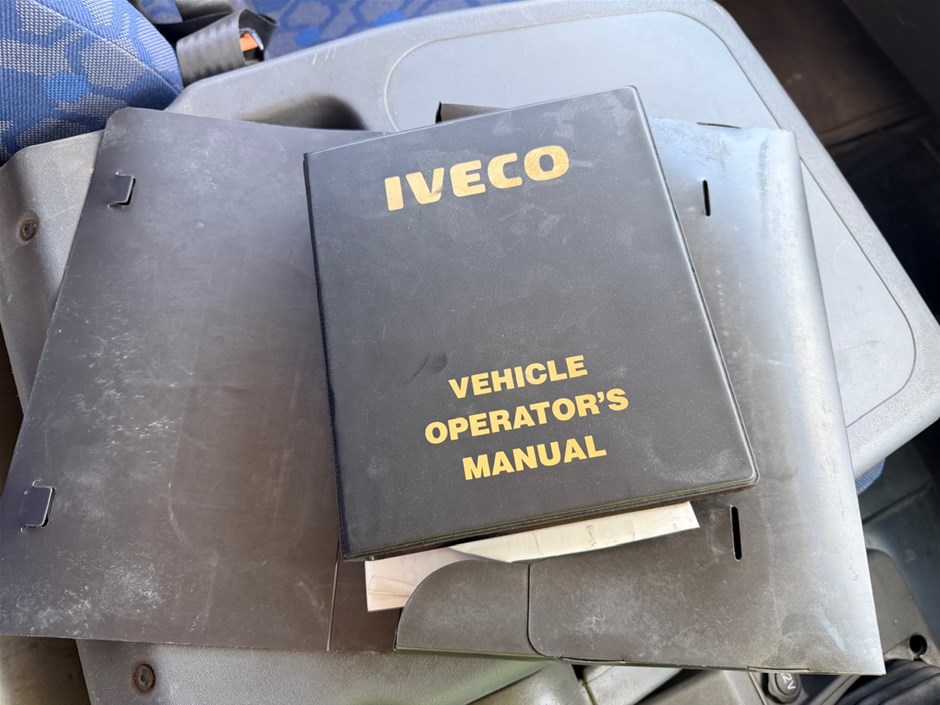 IVECO
VEHICLE
OPERATOR'S
MANUAL